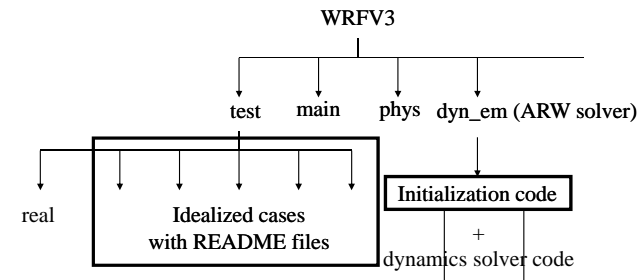 WRFV3
test main phys dyn_em (ARW solver)
real
Idealized cases
with README files
Initialization code
+
dynamics solver code